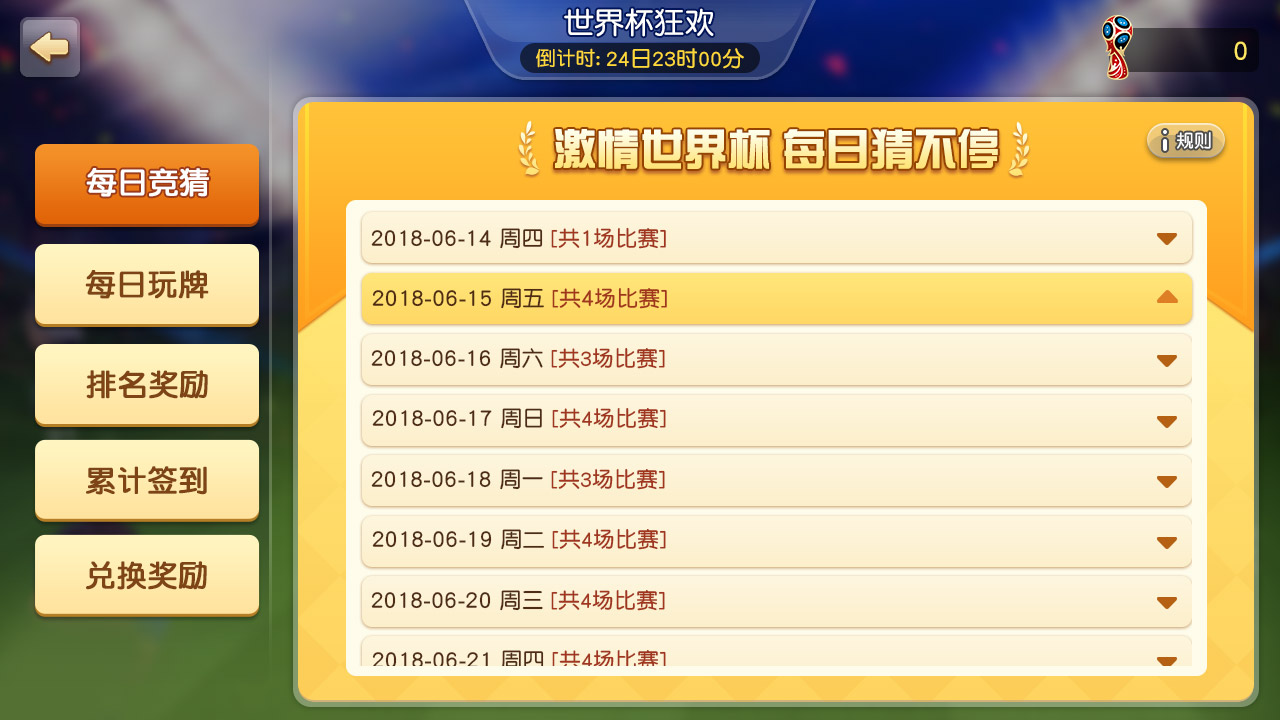 世界杯狂欢
倒计时: 24日23时00分
0
每日竞猜
每日玩牌
排名奖励
累计签到
兑换奖励
激情世界杯 每日猜不停
i 规则
2018-06-14 周四 [共1场比赛]
2018-06-15 周五 [共4场比赛]
2018-06-16 周六 [共3场比赛]
2018-06-17 周日 [共4场比赛]
2018-06-18 周一 [共3场比赛]
2018-06-19 周二 [共4场比赛]
2018-06-20 周三 [共4场比赛]
2018-06-21 周四 [共4场比赛]